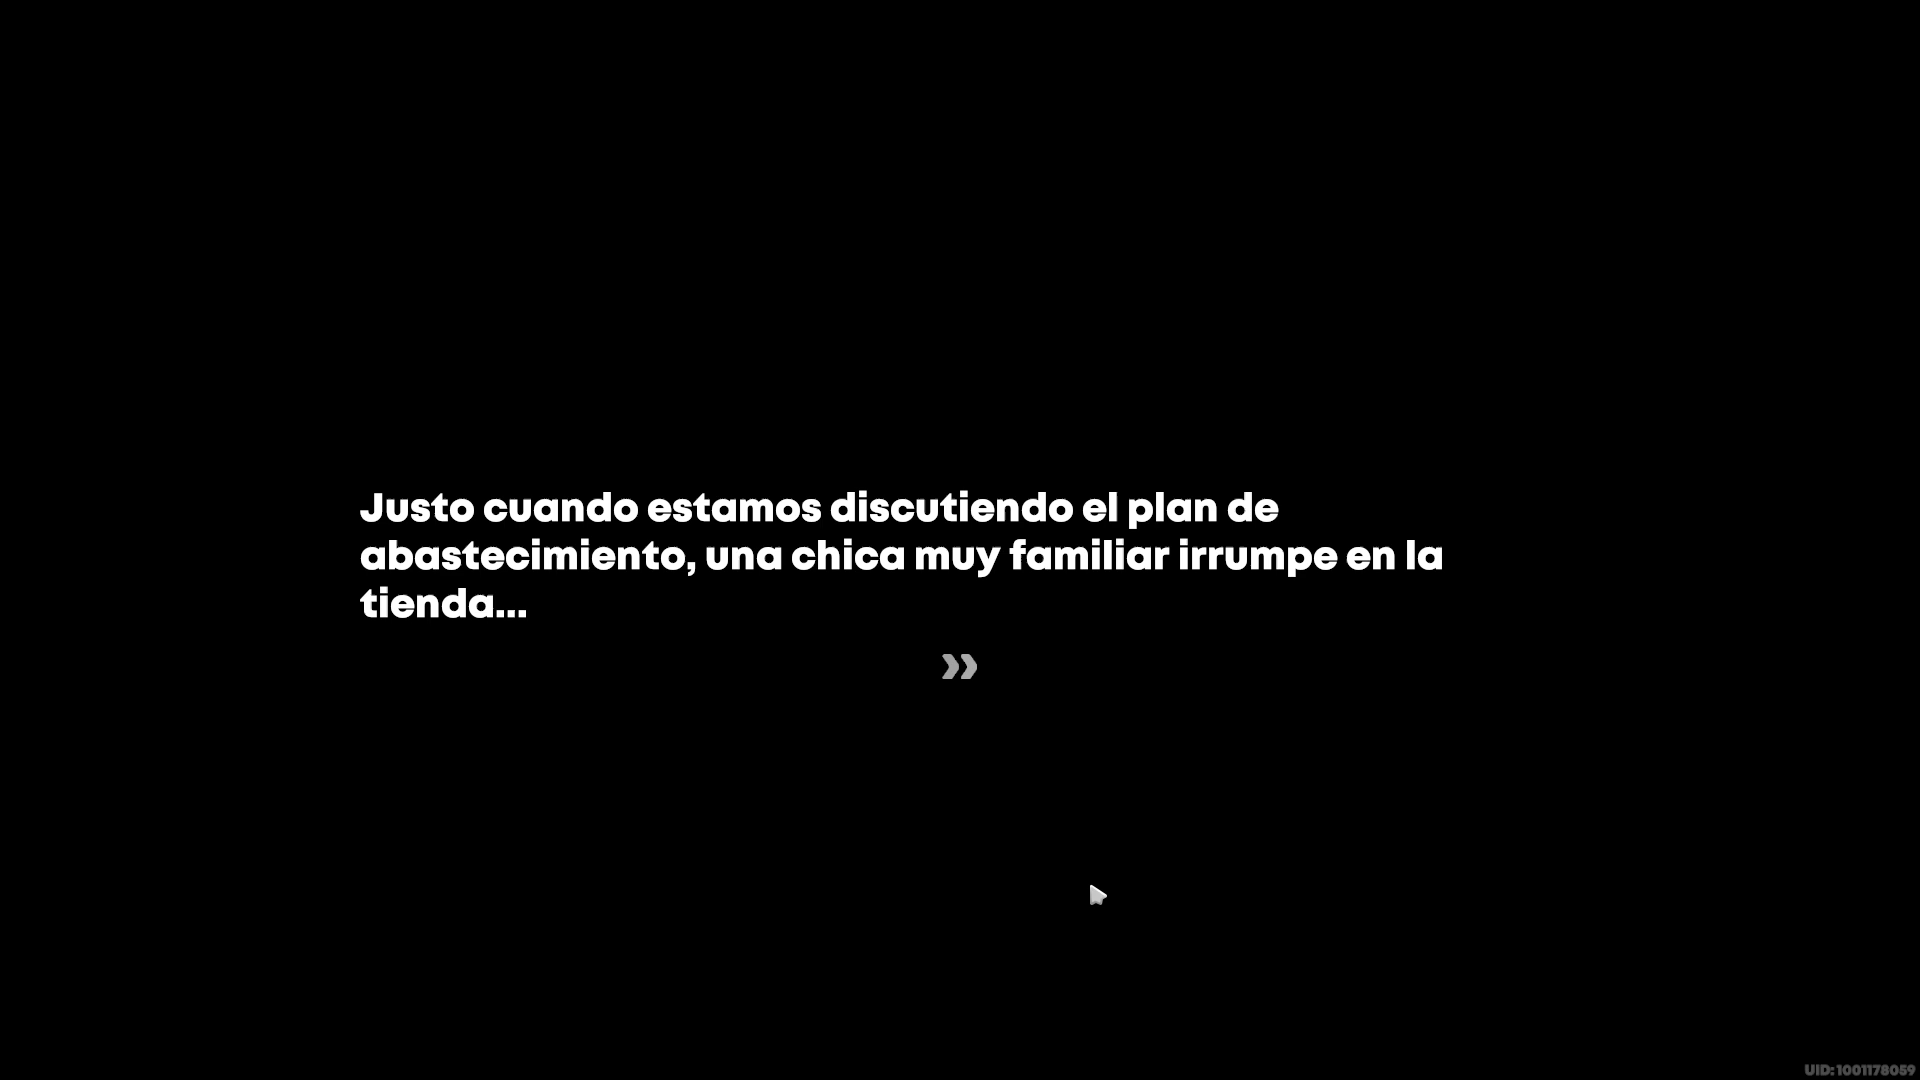 Justo cuando estamos discutiendo el plan de
abastecimiento, una chica muy familiar irrumpe en la
tienda...
UID: 1001178059